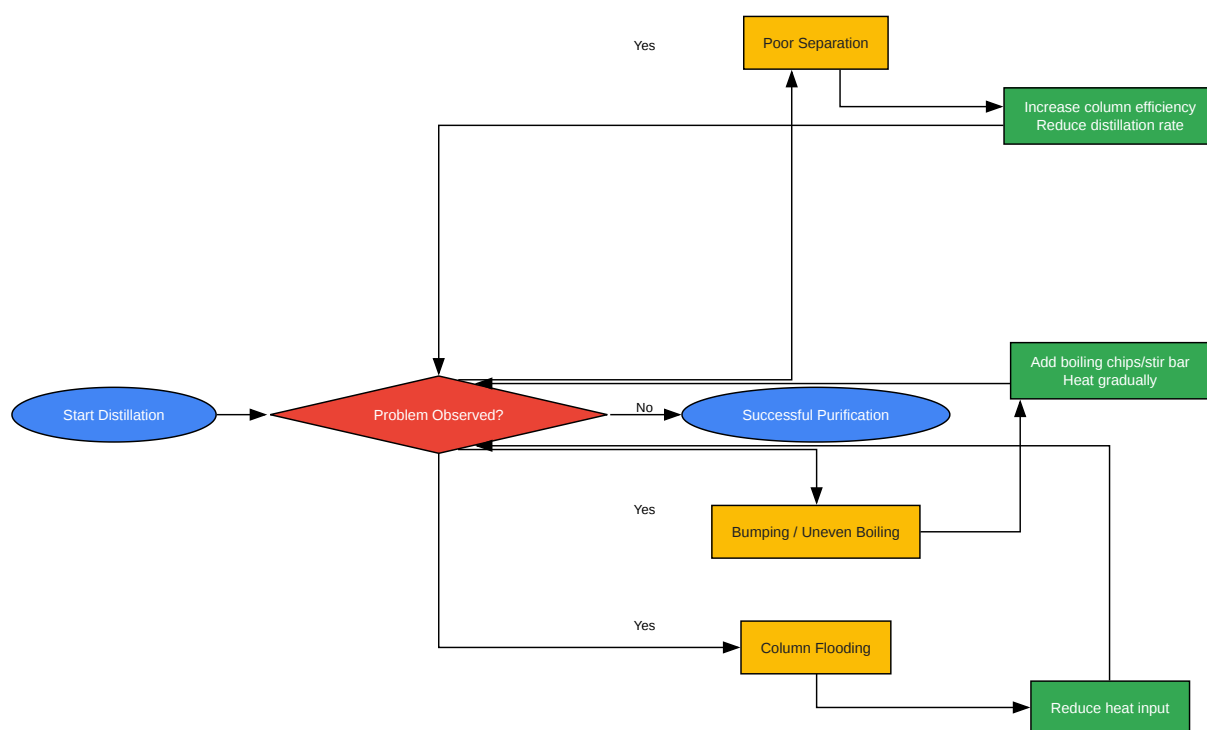 Yes
Poor Separation
Increase column efficiency
Reduce distillation rate
Add boiling chips/stir bar
Heat gradually
Start Distillation
Problem Observed?
No
Successful Purification
Yes
Bumping / Uneven Boiling
Yes
Column Flooding
Reduce heat input